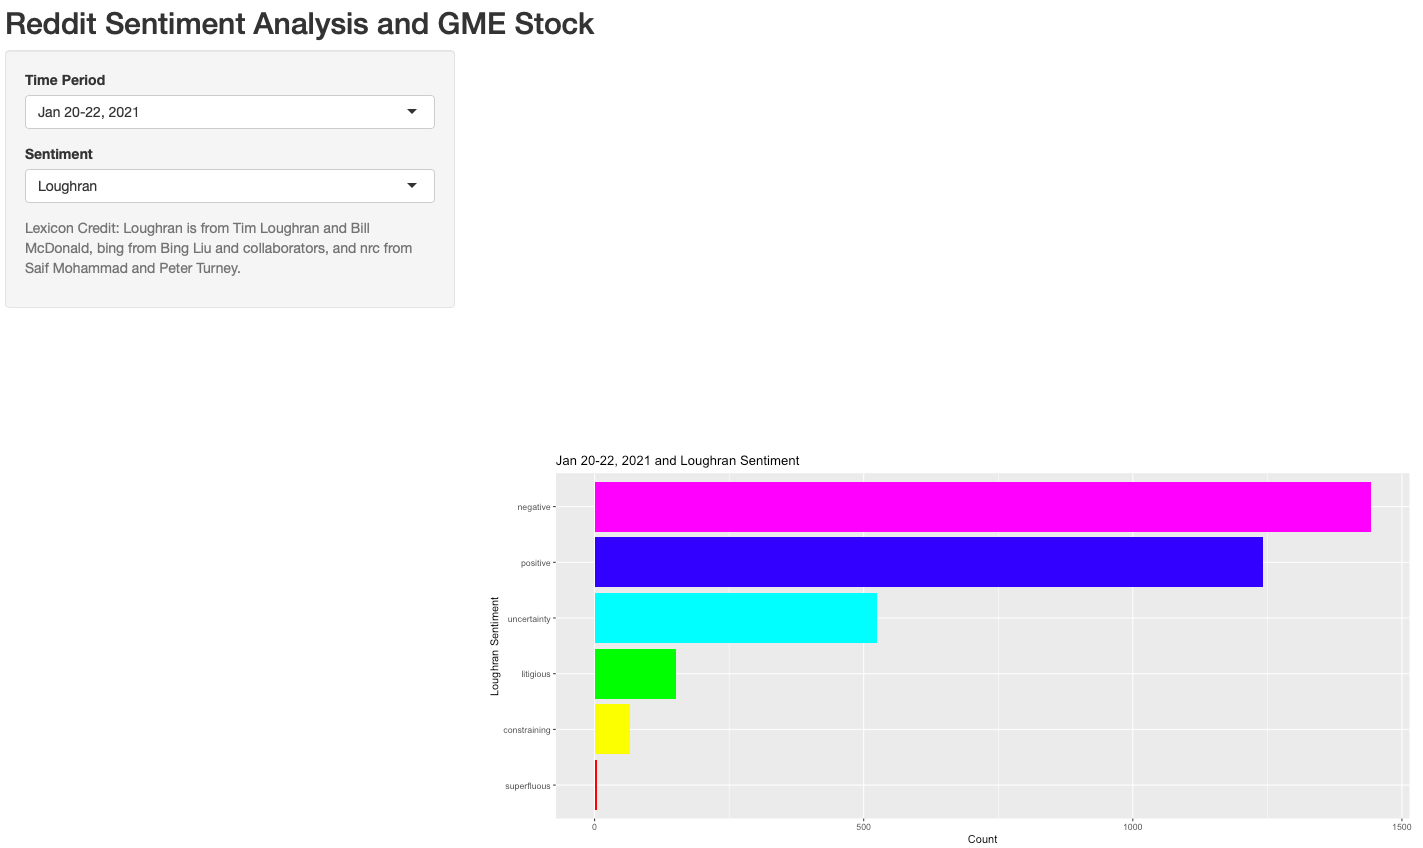 Reddit Sentiment Analysis and GME Stock
Time Period
Jan 20-22, 2021
Sentiment
Loughran
Lexicon Credit: Loughran is from Tim Loughran and Bill
McDonald, bing from Bing Liu and collaborators, and nrc from
Saif Mohammad and Peter Turney.
Jan 20-22, 2021 and Loughran Sentiment
Loughran Sentiment
negative
positive
uncertainty
litigious
constraining
superfluous
0 500 1000 1500
Count